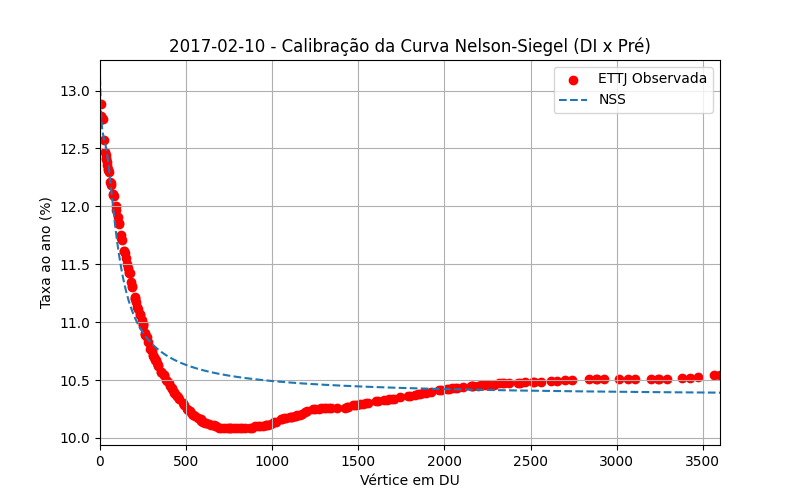 2017-02-10 - Calibração da Curva Nelson-Siegel (DI x Pré)
ETTJ Observada
NSS
Taxa ao ano (%)
13.0
12.5
12.0
11.5
11.0
10.5
10.0
0 500 1000 1500 2000 2500 3000 3500
Vértice em DU